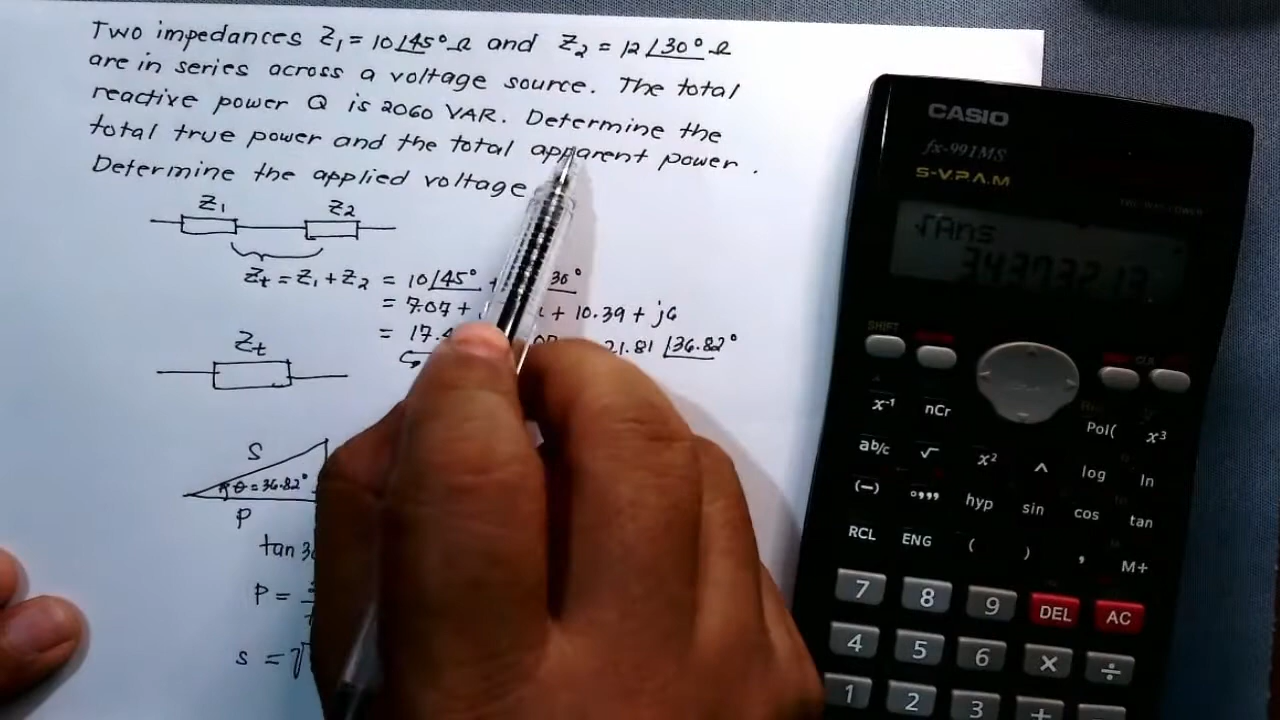 Two impedances Z1 = 10∠45° Ω and Z2 = 12∠30° Ω
are in series across a voltage source. The total
reactive power Q is 2060 VAR. Determine the
total true power and the total apparent power.
Determine the applied voltage
Z1 Z2
Zt = Z1 + Z2 = 10∠45° + 30°
= 7.07 + + 10.39 + j6
= 17.4 21.81 ∠36.82°
Zt
S
θ = 36.82°
P
tan 3
P =
S = √
CASIO
fx-991MS
S-V.P.A.M.
√Ans
SHIFT
x⁻¹ nCr Pol( x³
ab/c √ x² ^ log ln
(−) °,,, hyp sin cos tan
RCL ENG ( ) , M+
7 8 9 DEL AC
4 5 6 × ÷
1 2 3 +